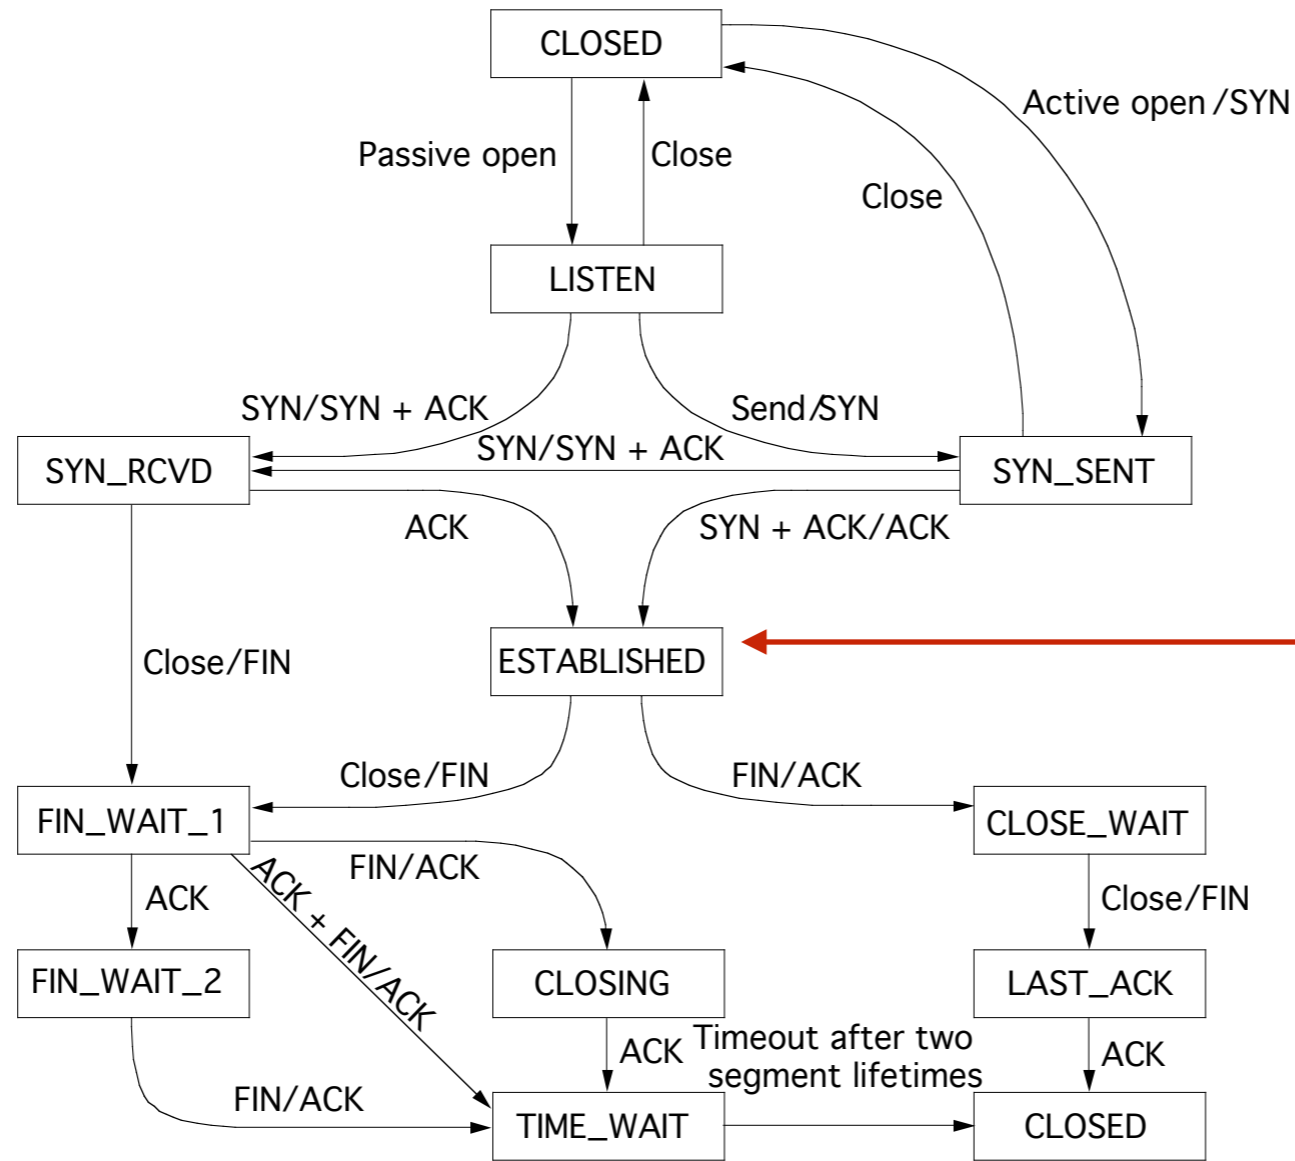 CLOSED
Active open /SYN
Passive open
Close
Close
LISTEN
SYN/SYN + ACK
Send/SYN
SYN/SYN + ACK
SYN_RCVD
SYN_SENT
ACK
SYN + ACK/ACK
Close/FIN
ESTABLISHED
Close/FIN
FIN/ACK
FIN_WAIT_1
CLOSE_WAIT
FIN/ACK
ACK + FIN/ACK
ACK
Close/FIN
FIN_WAIT_2
CLOSING
LAST_ACK
ACK
Timeout after two
segment lifetimes
ACK
FIN/ACK
TIME_WAIT
CLOSED